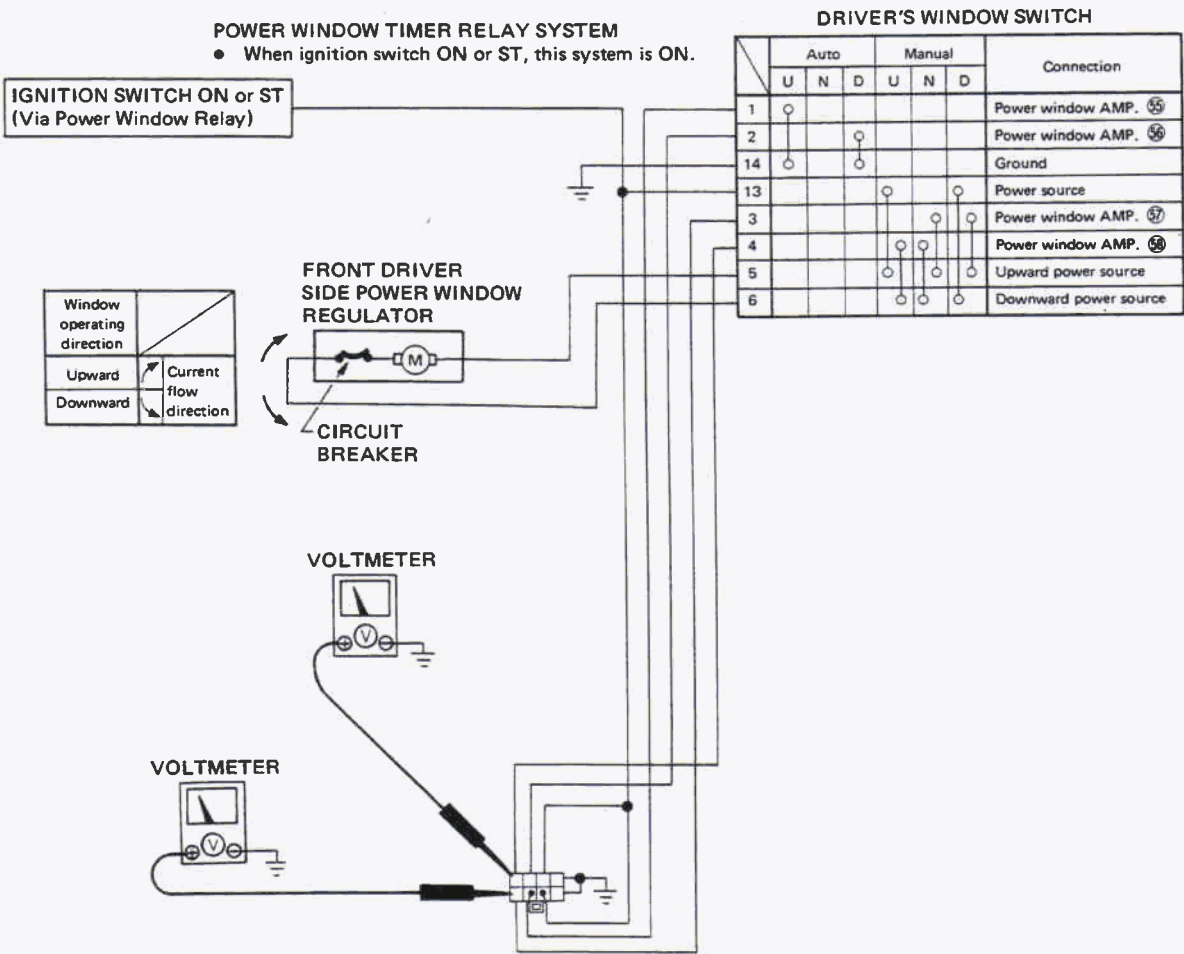 POWER WINDOW TIMER RELAY SYSTEM
● When ignition switch ON or ST, this system is ON.
IGNITION SWITCH ON or ST
(Via Power Window Relay)
DRIVER'S WINDOW SWITCH
Auto Manual Connection
U N D U N D
1 Power window AMP. 55
2 Power window AMP. 56
14 Ground
13 Power source
3 Power window AMP. 57
4 Power window AMP. 58
5 Upward power source
6 Downward power source
FRONT DRIVER
SIDE POWER WINDOW
REGULATOR
M
CIRCUIT
BREAKER
Window
operating
direction
Upward
Downward
Current
flow
direction
VOLTMETER
V
VOLTMETER
V